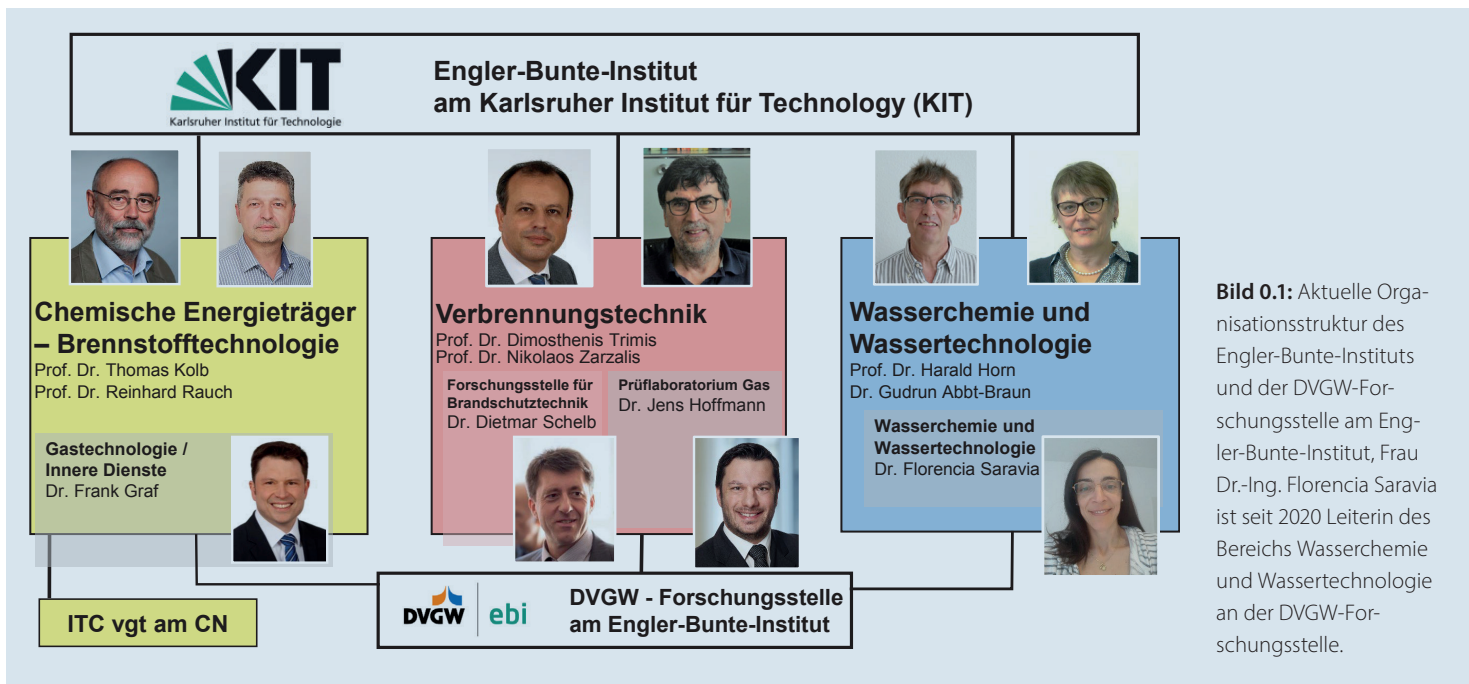 KIT
Karlsruher Institut für Technologie
Engler-Bunte-Institut
am Karlsruher Institut für Technology (KIT)
Chemische Energieträger
– Brennstofftechnologie
Prof. Dr. Thomas Kolb
Prof. Dr. Reinhard Rauch
Gastechnologie /
Innere Dienste
Dr. Frank Graf
Verbrennungstechnik
Prof. Dr. Dimosthenis Trimis
Prof. Dr. Nikolaos Zarzalis
Forschungsstelle für
Brandschutztechnik
Dr. Dietmar Schelb
Prüflaboratorium Gas
Dr. Jens Hoffmann
Wasserchemie und
Wassertechnologie
Prof. Dr. Harald Horn
Dr. Gudrun Abbt-Braun
Wasserchemie und
Wassertechnologie
Dr. Florencia Saravia
ITC vgt am CN
DVGW
ebi
DVGW - Forschungsstelle
am Engler-Bunte-Institut
Bild 0.1: Aktuelle Orga-
nisationsstruktur des
Engler-Bunte-Instituts
und der DVGW-For-
schungsstelle am Eng-
ler-Bunte-Institut, Frau
Dr.-Ing. Florencia Saravia
ist seit 2020 Leiterin des
Bereichs Wasserchemie
und Wassertechnologie
an der DVGW-For-
schungsstelle.